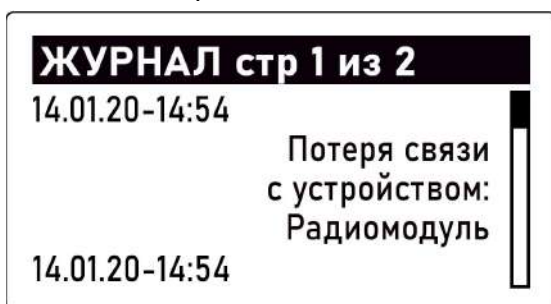 ЖУРНАЛ стр 1 из 2
14.01.20-14:54
Потеря связи
с устройством:
Радиомодуль
14.01.20-14:54